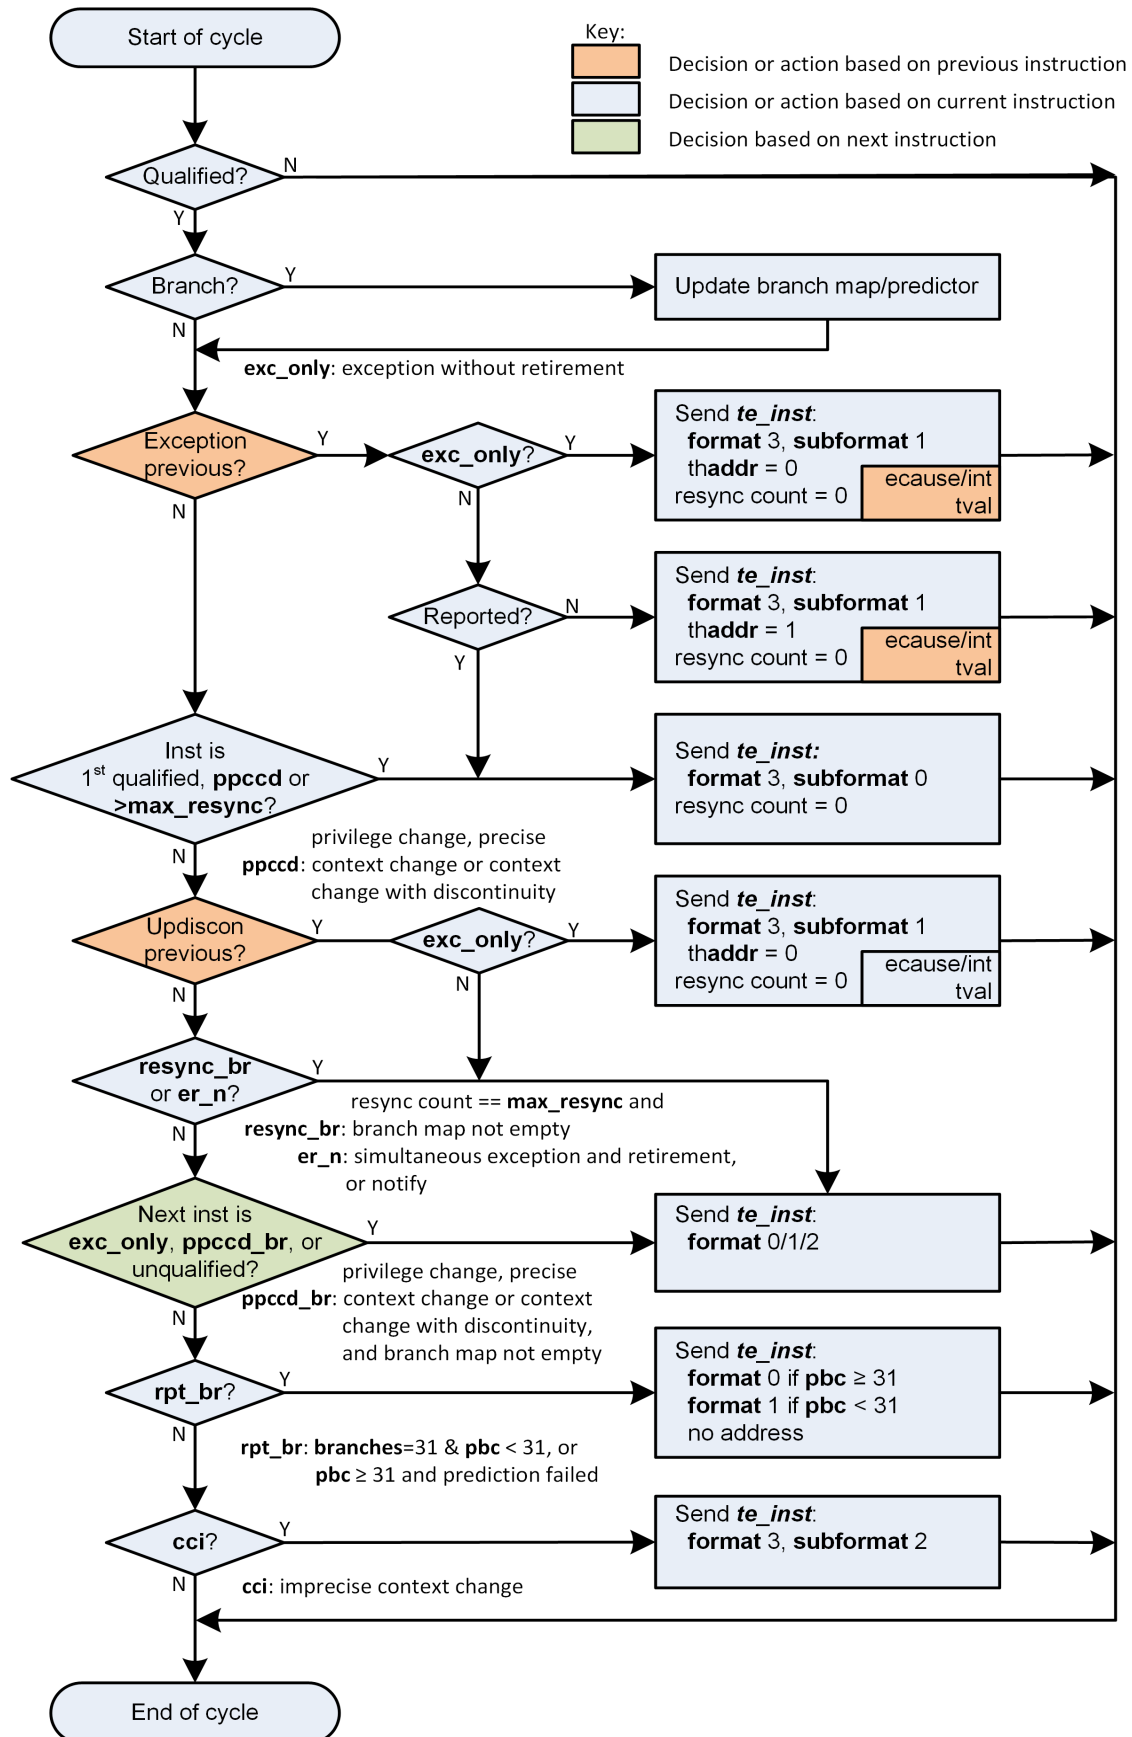 Start of cycle
Key:
Decision or action based on previous instruction
Decision or action based on current instruction
Decision based on next instruction
Qualified?
N
Y
Branch?
Y
Update branch map/predictor
N
exc_only: exception without retirement
Exception
previous?
Y
exc_only?
Y
Send te_inst:
format 3, subformat 1
thaddr = 0
resync count = 0
ecause/int
tval
N
N
Reported?
N
Send te_inst:
format 3, subformat 1
thaddr = 1
resync count = 0
ecause/int
tval
Y
Inst is
1st qualified, ppccd or
>max_resync?
Y
Send te_inst:
format 3, subformat 0
resync count = 0
N
privilege change, precise
ppccd: context change or context
change with discontinuity
Updiscon
previous?
Y
exc_only?
Y
Send te_inst:
format 3, subformat 1
thaddr = 0
resync count = 0
ecause/int
tval
N
N
resync_br
or er_n?
Y
resync count == max_resync and
resync_br: branch map not empty
er_n: simultaneous exception and retirement,
or notify
N
Next inst is
exc_only, ppccd_br, or
unqualified?
Y
Send te_inst:
format 0/1/2
privilege change, precise
ppccd_br: context change or context
change with discontinuity,
and branch map not empty
N
rpt_br?
Y
Send te_inst:
format 0 if pbc ≥ 31
format 1 if pbc < 31
no address
N
rpt_br: branches=31 & pbc < 31, or
pbc ≥ 31 and prediction failed
cci?
Y
Send te_inst:
format 3, subformat 2
N
cci: imprecise context change
End of cycle